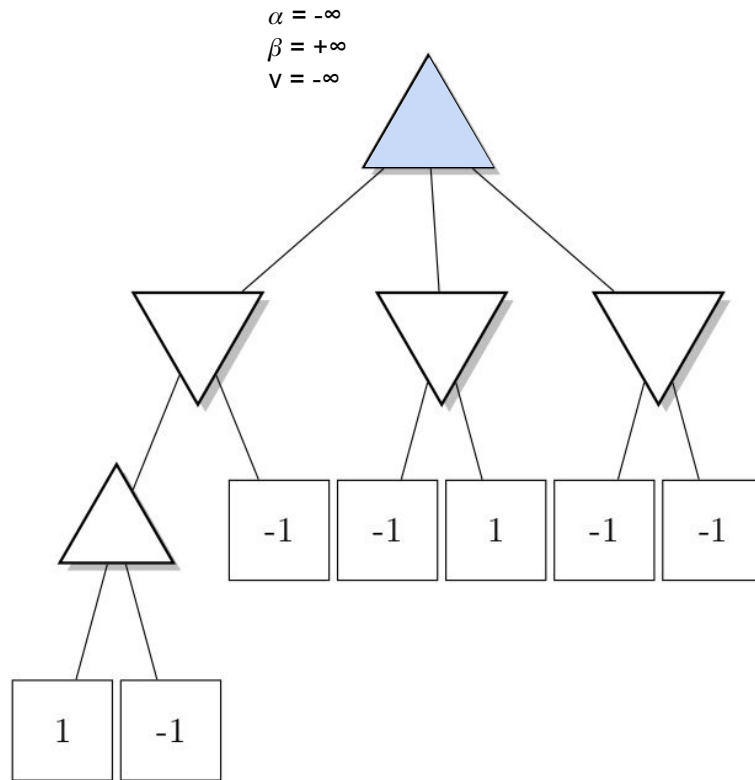 α = -∞
β = +∞
v = -∞
-1 -1 1 -1 -1
1 -1